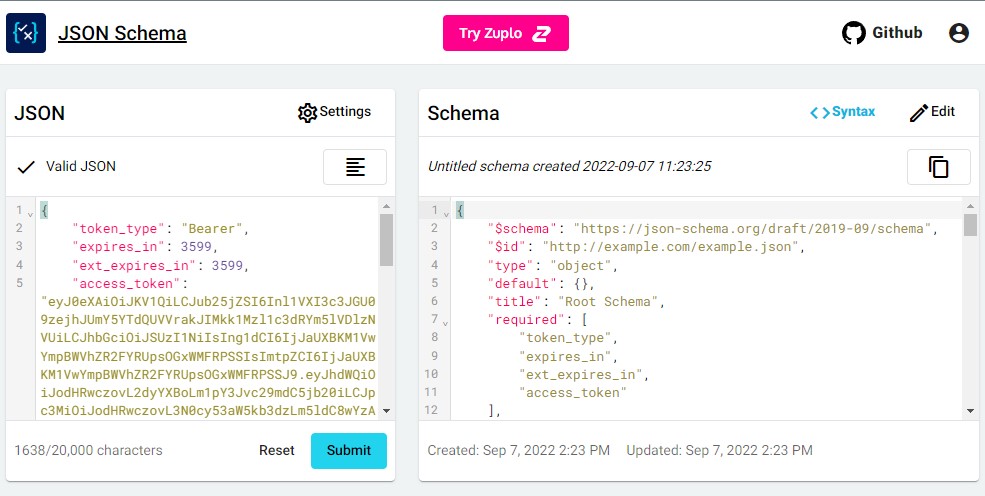 JSON Schema
Try Zuplo
Github
JSON
Settings
Valid JSON
1 {
2 "token_type": "Bearer",
3 "expires_in": 3599,
4 "ext_expires_in": 3599,
5 "access_token":
"eyJ0eXAiOiJKV1QiLCJub25jZSI6Inl1VXI3c3JGU0
9zejhJUmY5YTdQUVVrakJIMkk1Mzl1c3dRYm5lVDlzN
VUiLCJhbGciOiJSUzI1NiIsIng1dCI6IjJaUXBKM1Vw
YmpBWVhZR2FYRUpsOGxWMFRPSSIsImtpZCI6IjJaUXB
KM1VwYmpBWVhZR2FYRUpsOGxWMFRPSSJ9.eyJhdWQiO
iJodHRwczovL2dyYXBoLm1pY3Jvc29mdC5jb20iLCJp
c3MiOiJodHRwczovL3N0cy53aW5kb3dzLm5ldC8wYzA
1638/20,000 characters
Reset
Submit
Schema
Syntax
Edit
Untitled schema created 2022-09-07 11:23:25
1 {
2 "$schema": "https://json-schema.org/draft/2019-09/schema",
3 "$id": "http://example.com/example.json",
4 "type": "object",
5 "default": {},
6 "title": "Root Schema",
7 "required": [
8 "token_type",
9 "expires_in",
10 "ext_expires_in",
11 "access_token"
12 ],
Created: Sep 7, 2022 2:23 PM Updated: Sep 7, 2022 2:23 PM